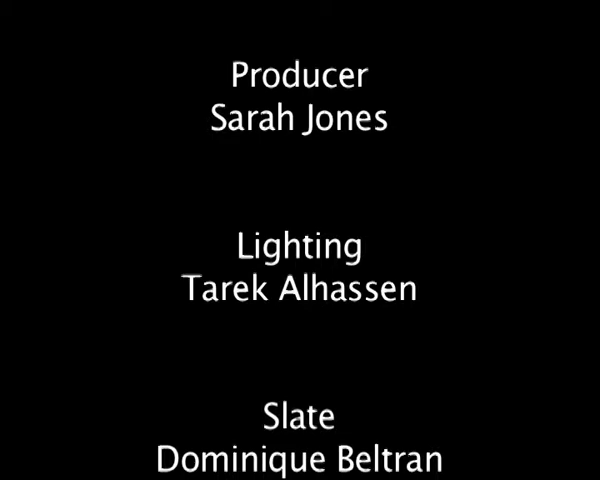 Producer
Sarah Jones
Lighting
Tarek Alhassen
Slate
Dominique Beltran